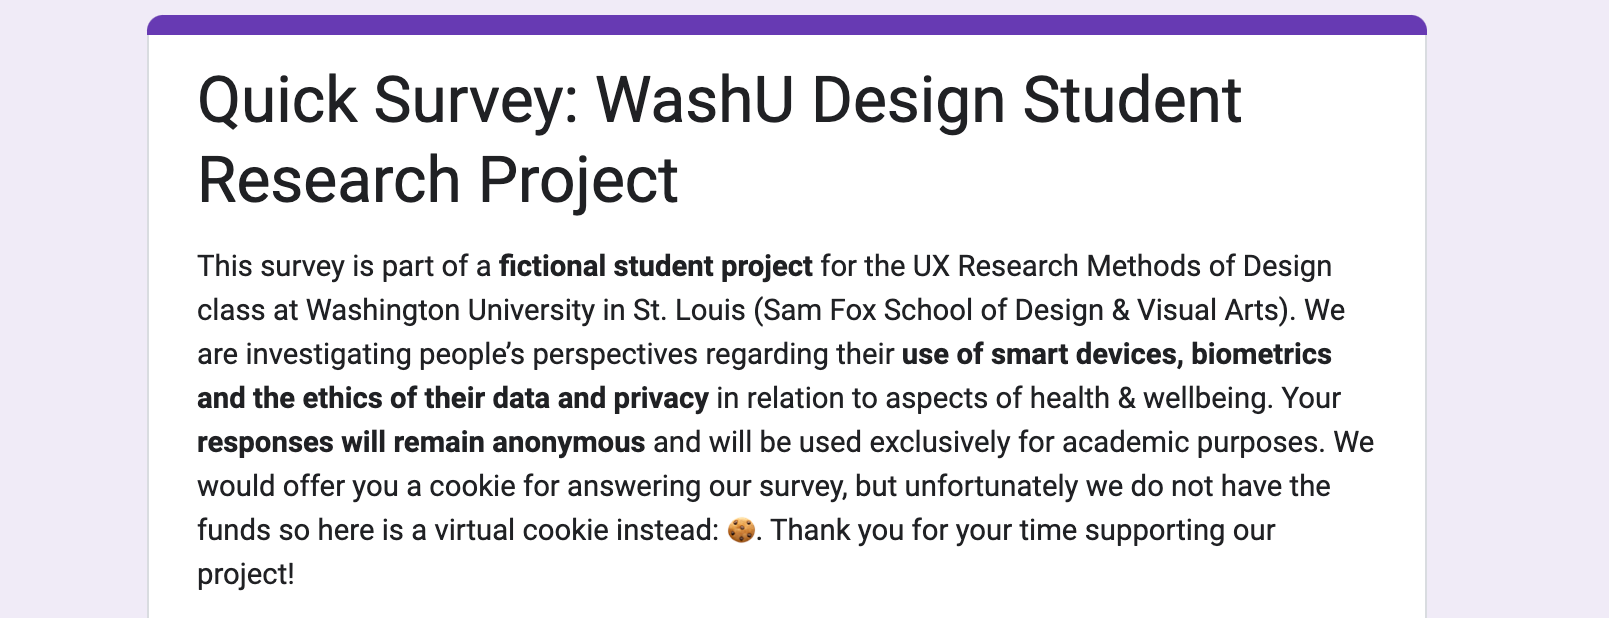 Quick Survey: WashU Design Student
Research Project
This survey is part of a fictional student project for the UX Research Methods of Design
class at Washington University in St. Louis (Sam Fox School of Design & Visual Arts). We
are investigating people’s perspectives regarding their use of smart devices, biometrics
and the ethics of their data and privacy in relation to aspects of health & wellbeing. Your
responses will remain anonymous and will be used exclusively for academic purposes. We
would offer you a cookie for answering our survey, but unfortunately we do not have the
funds so here is a virtual cookie instead: 🍪. Thank you for your time supporting our
project!